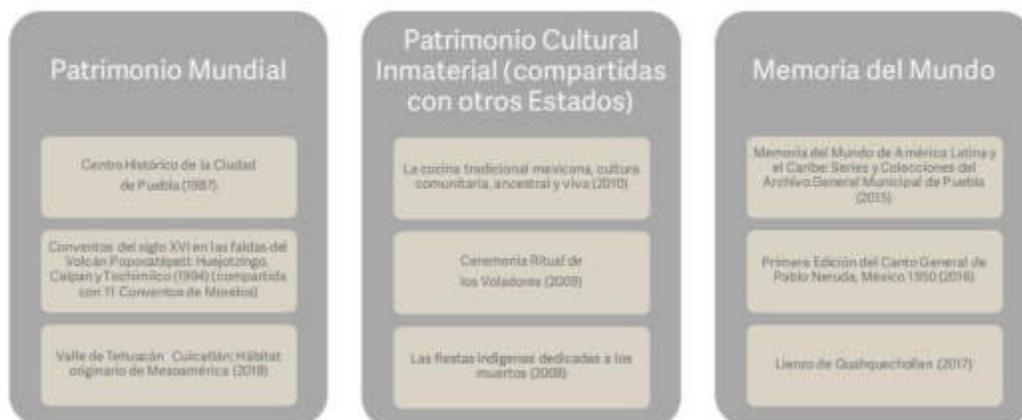 Patrimonio Mundial
Centro Histórico de la Ciudad
de Puebla (1987)
Conventos del siglo XVI en las faldas del
Volcán Popocatépetl: Huejotzingo,
Calpan y Tochimilco (1994) (compartida
con 11 Conventos de Morelos)
Valle de Tehuacán Cuicatlán: Hábitat
originario de Mesoamérica (2018)
Patrimonio Cultural
Inmaterial (compartidas
con otros Estados)
La cocina tradicional mexicana, cultura
comunitaria, ancestral y viva (2010)
Ceremonia Ritual de
los Voladores (2009)
Las fiestas indígenas dedicadas a los
muertos (2008)
Memoria del Mundo
Memoria del Mundo de América Latina y
el Caribe: Series y Colecciones del
Archivo General Municipal de Puebla
(2015)
Primera Edición del Canto General de
Pablo Neruda, México 1950 (2016)
Lienzo de Quahquechollan (2017)